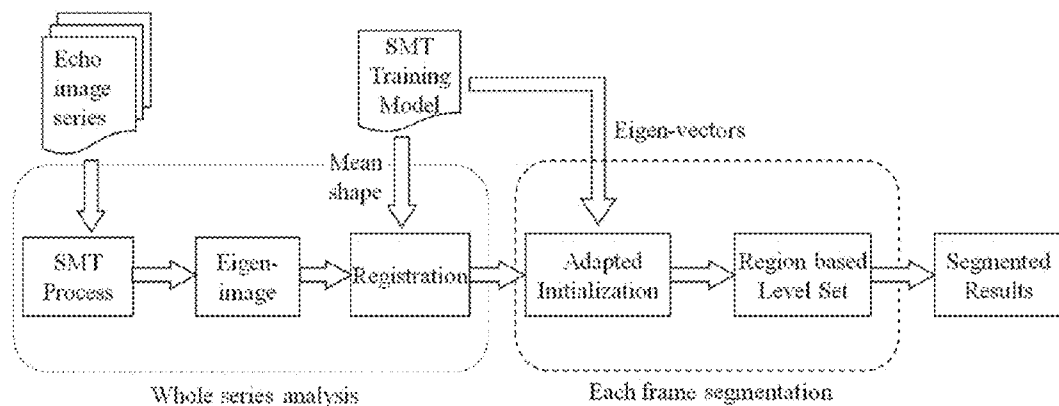 Echo
image
series
SMT
Training
Model
Eigen-vectors
Mean
shape
SMT
Process
Eigen-
image
Registration
Adapted
Initialization
Region based
Level Set
Segmented
Results
Whole series analysis
Each frame segmentation